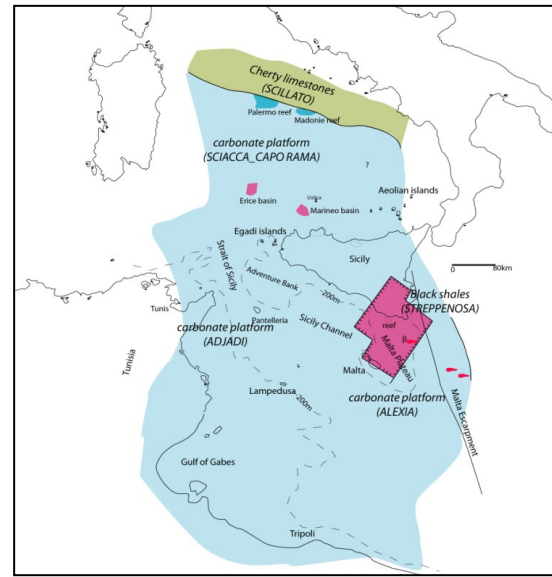 Cherty limestones
(SCILLATO)
Palermo reef
Madonie reef
carbonate platform
(SCIACCA_CAPO RAMA)
?
Erice basin
Ustica
Marineo basin
Aeolian islands
Egadi islands
Sicily
0 80km
Strait of Sicily
Adventure Bank
-200m
Black shales
(STREPPENOSA)
Tunis
Pantelleria
Sicily Channel
reef
carbonate platform
(ADJADI)
β
Malta Plateau
Malta
Tunisia
Lampedusa
-200m
carbonate platform
(ALEXIA)
Malta Escarpment
Gulf of Gabes
Tripoli